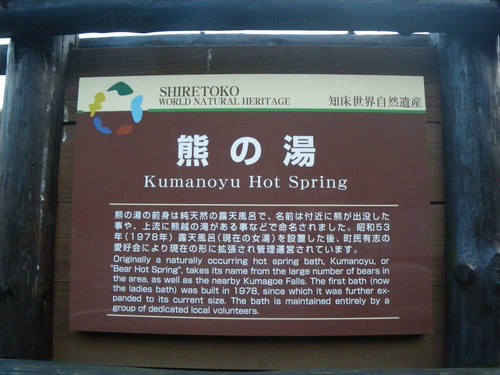 SHIRETOKO
WORLD NATURAL HERITAGE
知床世界自然遺産
熊の湯
Kumanoyu Hot Spring
熊の湯の前身は純天然の露天風呂で、名前は付近に熊が出没した
事や、上流に熊越の滝がある事などで命名されました。昭和53
年(1978年) 露天風呂(現在の女湯)を設置した後、町民有志の
愛好会により現在の形に拡張され管理運営されています。
Originally a naturally occurring hot spring bath, Kumanoyu, or
"Bear Hot Spring", takes its name from the large number of bears in
the area, as well as the nearby Kumagoe Falls. The first bath (now
the ladies bath) was built in 1978, since which it was further ex-
panded to its current size. The bath is maintained entirely by a
group of dedicated local volunteers.